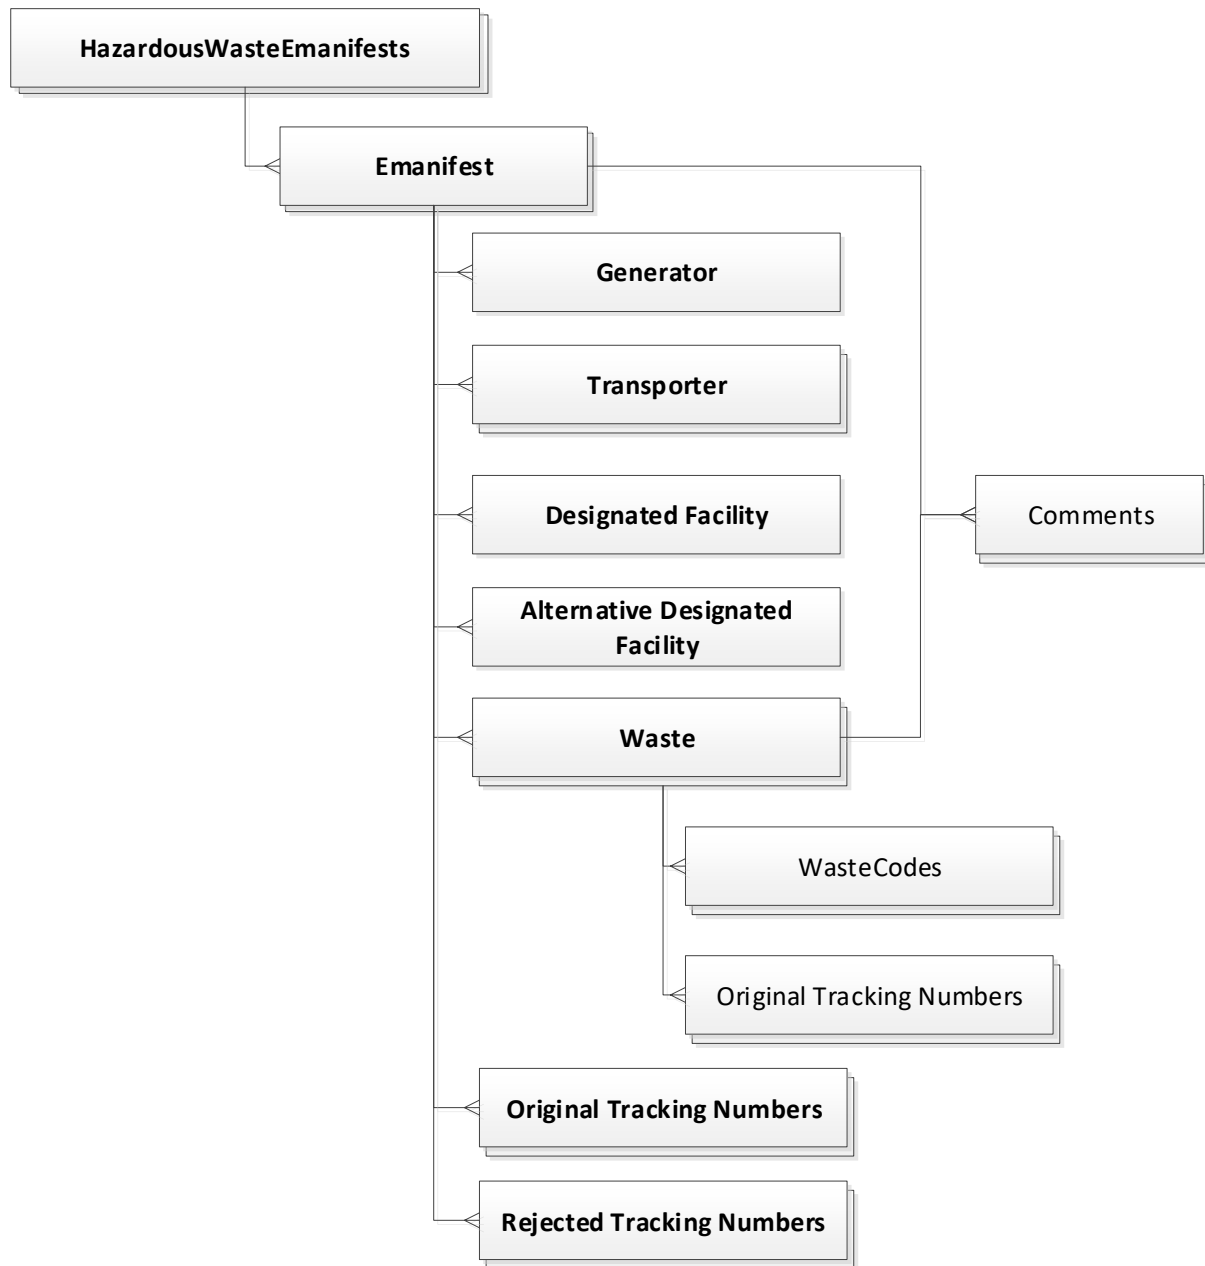 HazardousWasteEmanifests
Emanifest
Generator
Transporter
Designated Facility
Comments
Alternative Designated
Facility
Waste
WasteCodes
Original Tracking Numbers
Original Tracking Numbers
Rejected Tracking Numbers